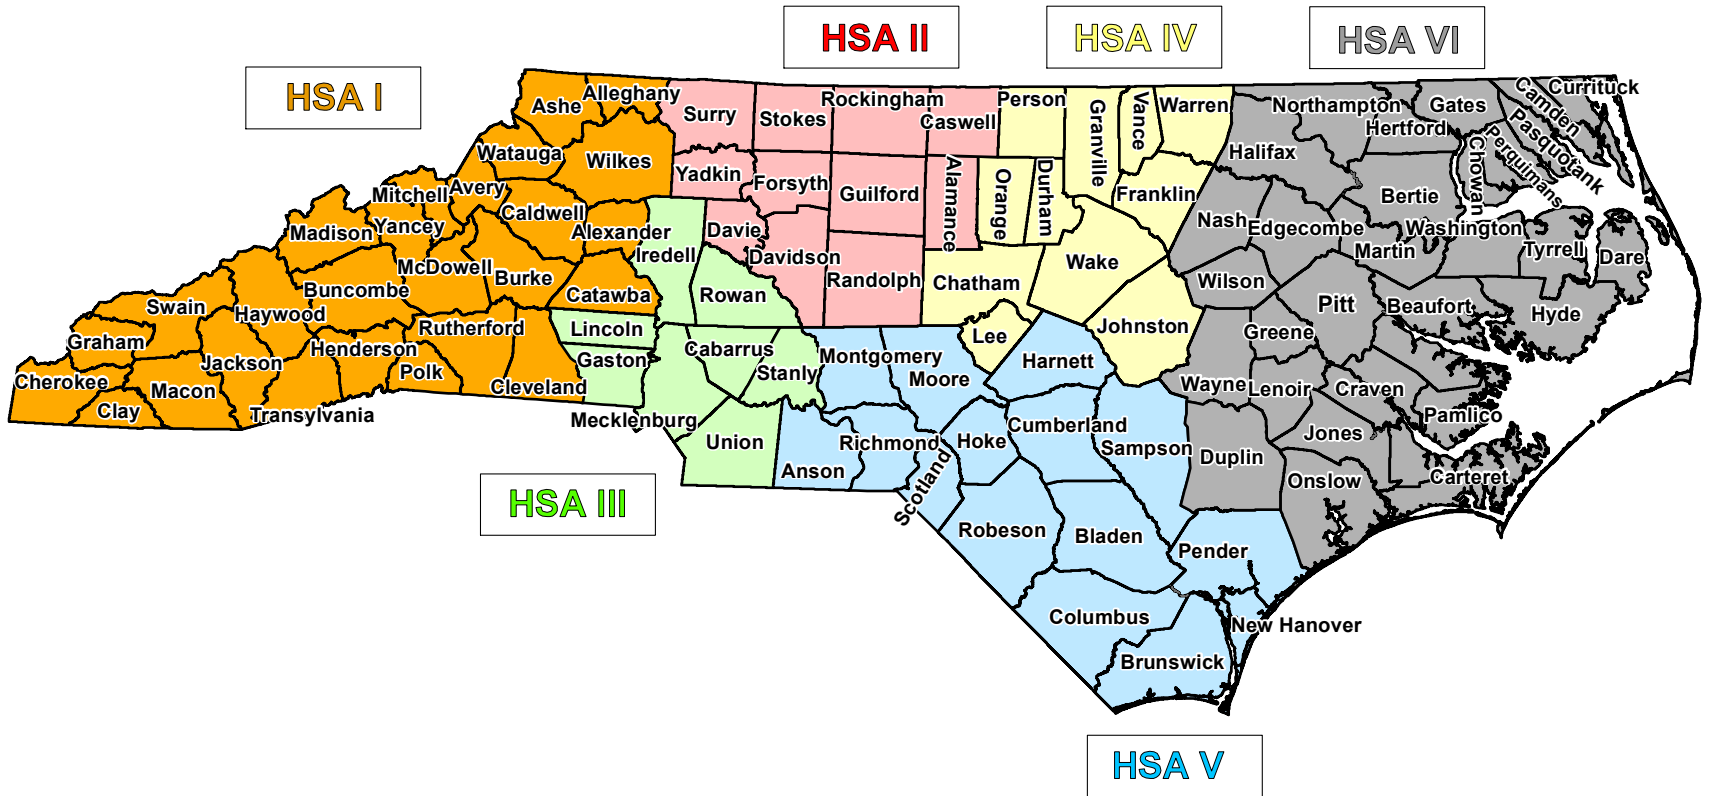 HSA I
HSA II
HSA IV
HSA VI
Ashe
Alleghany
Surry
Stokes
Rockingham
Caswell
Person
Granville
Vance
Warren
Northampton
Gates
Camden
Currituck
Hertford
Pasquotank
Perquimans
Chowan
Halifax
Watauga
Wilkes
Yadkin
Forsyth
Guilford
Alamance
Orange
Durham
Franklin
Bertie
Mitchell
Avery
Caldwell
Alexander
Iredell
Davie
Davidson
Randolph
Chatham
Wake
Nash
Edgecombe
Martin
Washington
Tyrrell
Dare
Madison
Yancey
McDowell
Burke
Catawba
Rowan
Wilson
Pitt
Beaufort
Hyde
Swain
Haywood
Buncombe
Rutherford
Lincoln
Lee
Johnston
Greene
Graham
Jackson
Henderson
Polk
Cleveland
Gaston
Cabarrus
Stanly
Montgomery
Moore
Harnett
Wayne
Lenoir
Craven
Pamlico
Cherokee
Clay
Macon
Transylvania
Mecklenburg
Union
Anson
Richmond
Scotland
Hoke
Cumberland
Sampson
Duplin
Jones
Onslow
Carteret
HSA III
Robeson
Bladen
Pender
Columbus
New Hanover
Brunswick
HSA V